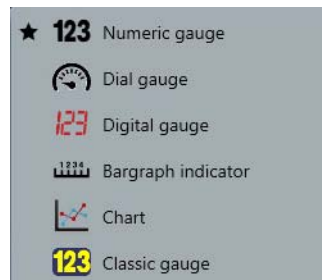 123 Numeric gauge
Dial gauge
123 Digital gauge
1234 Bargraph indicator
Chart
123 Classic gauge